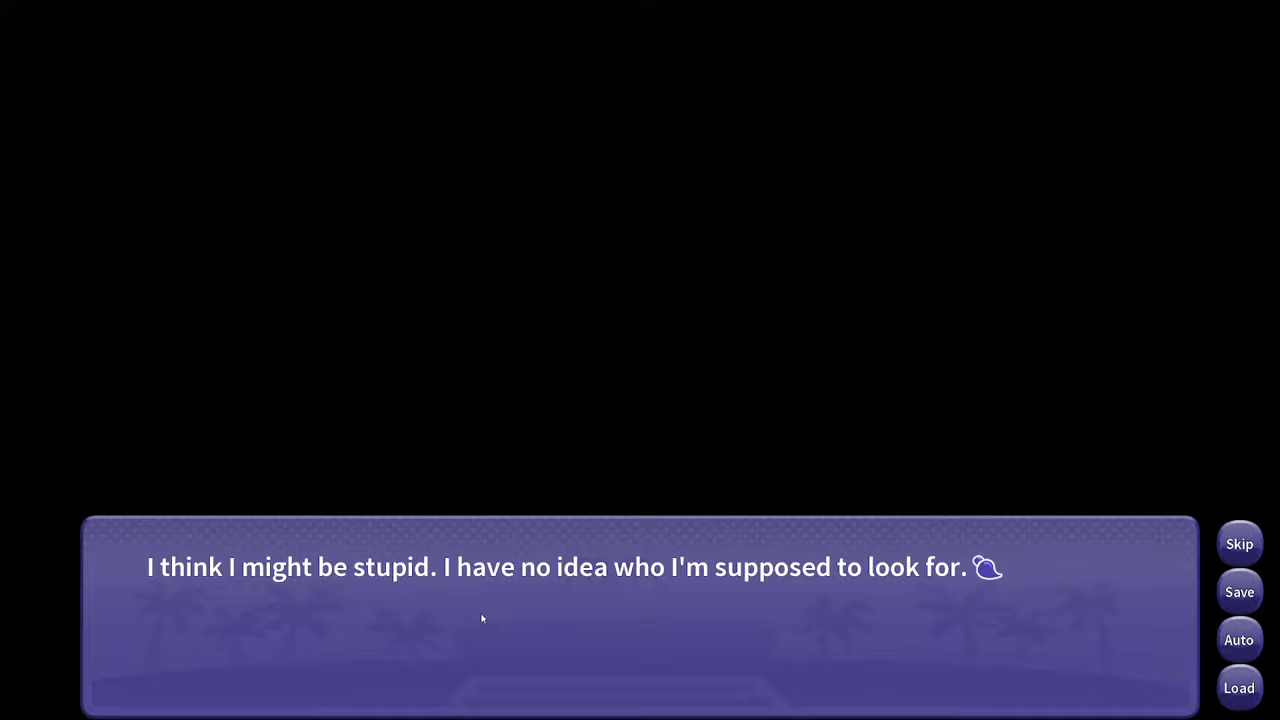 I think I might be stupid. I have no idea who I'm supposed to look for.
Skip
Save
Auto
Load